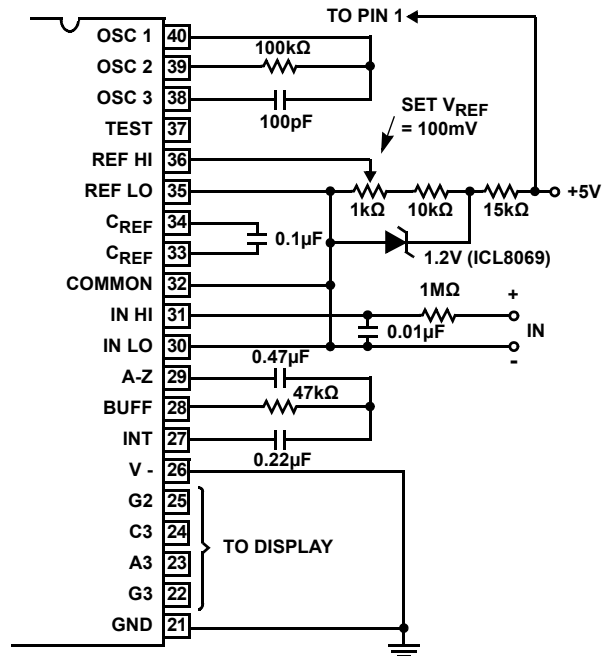 TO PIN 1
OSC 1 40
100kΩ
OSC 2 39
OSC 3 38
100pF
SET VREF
= 100mV
TEST 37
REF HI 36
REF LO 35
1kΩ 10kΩ 15kΩ
+5V
CREF 34
0.1µF
CREF 33
1.2V (ICL8069)
COMMON 32
1MΩ
+
IN HI 31
0.01µF
IN
IN LO 30
-
0.47µF
A-Z 29
47kΩ
BUFF 28
INT 27
0.22µF
V - 26
G2 25
C3 24
TO DISPLAY
A3 23
G3 22
GND 21